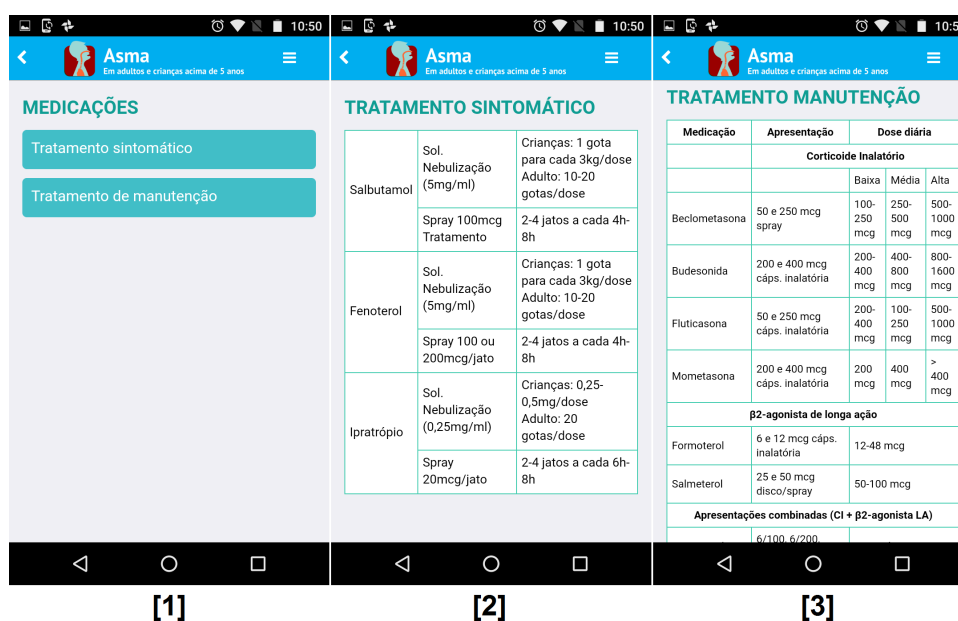 10:50
Asma
Em adultos e crianças acima de 5 anos
MEDICAÇÕES
Tratamento sintomático
Tratamento de manutenção
[1]
10:50
Asma
Em adultos e crianças acima de 5 anos
TRATAMENTO SINTOMÁTICO
Salbutamol
Sol.
Nebulização
(5mg/ml)
Crianças: 1 gota
para cada 3kg/dose
Adulto: 10-20
gotas/dose
Spray 100mcg
Tratamento
2-4 jatos a cada 4h-
8h
Fenoterol
Sol.
Nebulização
(5mg/ml)
Crianças: 1 gota
para cada 3kg/dose
Adulto: 10-20
gotas/dose
Spray 100 ou
200mcg/jato
2-4 jatos a cada 4h-
8h
Ipratrópio
Sol.
Nebulização
(0,25mg/ml)
Crianças: 0,25-
0,5mg/dose
Adulto: 20
gotas/dose
Spray
20mcg/jato
2-4 jatos a cada 6h-
8h
[2]
10:5
Asma
Em adultos e crianças acima de 5 anos
TRATAMENTO MANUTENÇÃO
Medicação Apresentação Dose diária
Corticoide Inalatório
Baixa Média Alta
Beclometasona
50 e 250 mcg
spray
100-
250
mcg
250-
500
mcg
500-
1000
mcg
Budesonida
200 e 400 mcg
cáps. inalatória
200-
400
mcg
400-
800
mcg
800-
1600
mcg
Fluticasona
50 e 250 mcg
cáps. inalatória
200-
400
mcg
100-
250
mcg
500-
1000
mcg
Mometasona
200 e 400 mcg
cáps. inalatória
200
mcg
400
mcg
>
400
mcg
β2-agonista de longa ação
Formoterol
6 e 12 mcg cáps.
inalatória
12-48 mcg
Salmeterol
25 e 50 mcg
disco/spray
50-100 mcg
Apresentações combinadas (CI + β2-agonista LA)
6/100, 6/200,
[3]